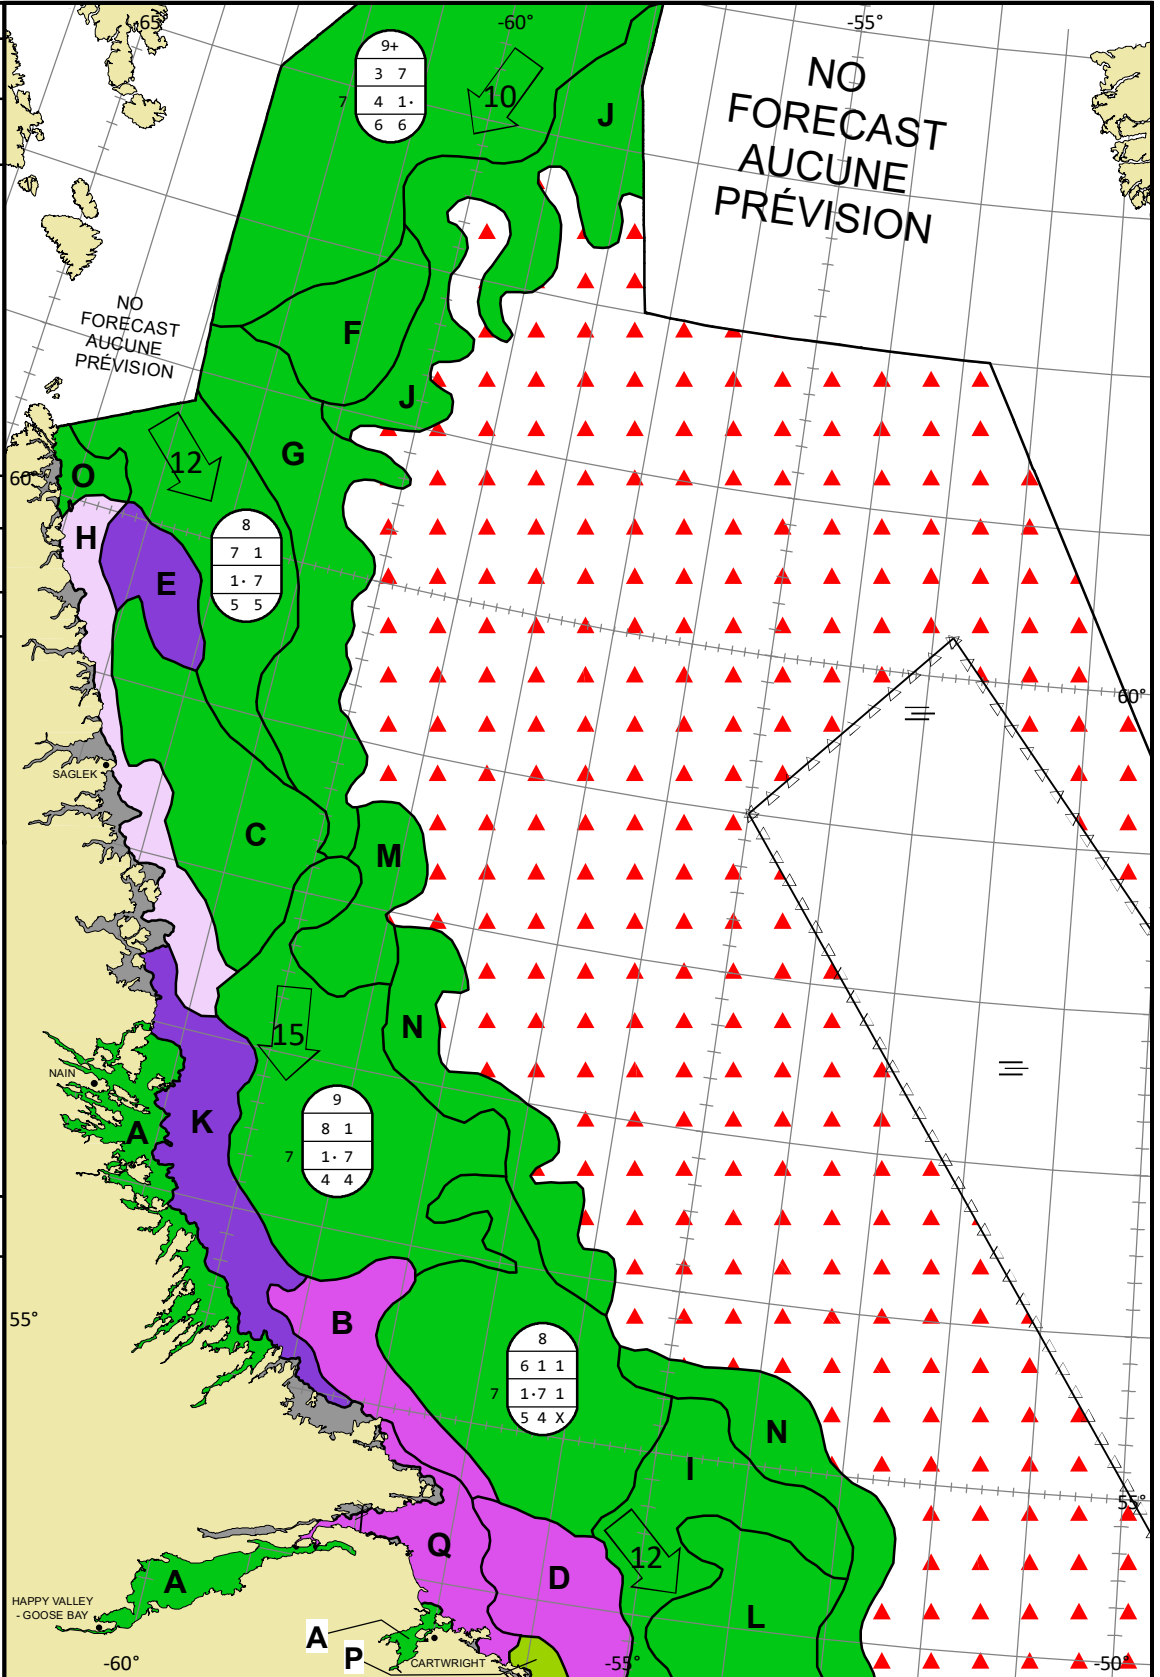 -65°
-60°
-55°
9+
3 7
7 4 1·
6 6
10
J
NO
FORECAST
AUCUNE
PRÉVISION
NO
FORECAST
AUCUNE
PRÉVISION
F
J
12
G
60°
O
H
E
8
7 1
1· 7
5 5
60°
SAGLEK
C
M
15
N
NAIN
A
K
9
8 1
7 1· 7
4 4
55°
B
8
6 1 1
7 1·7 1
5 4 X
N
I
55°
Q
D
12
A
HAPPY VALLEY
- GOOSE BAY
L
A
P
CARTWRIGHT
-60°
-55°
-50°